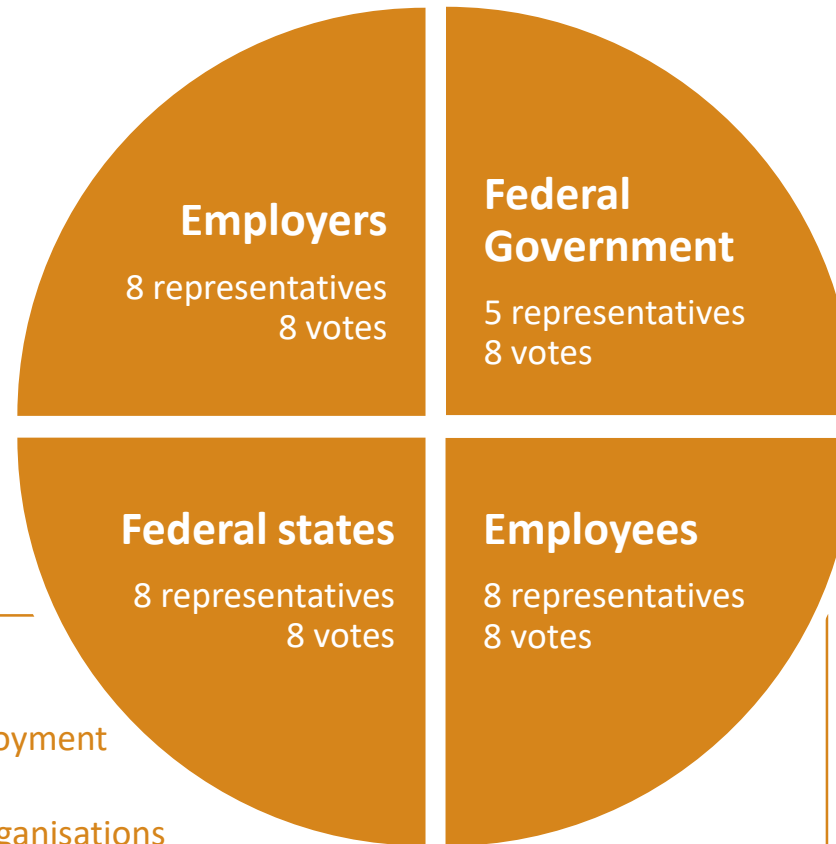 Employers
8 representatives
8 votes
Federal
Government
5 representatives
8 votes
Federal states
8 representatives
8 votes
Employees
8 representatives
8 votes